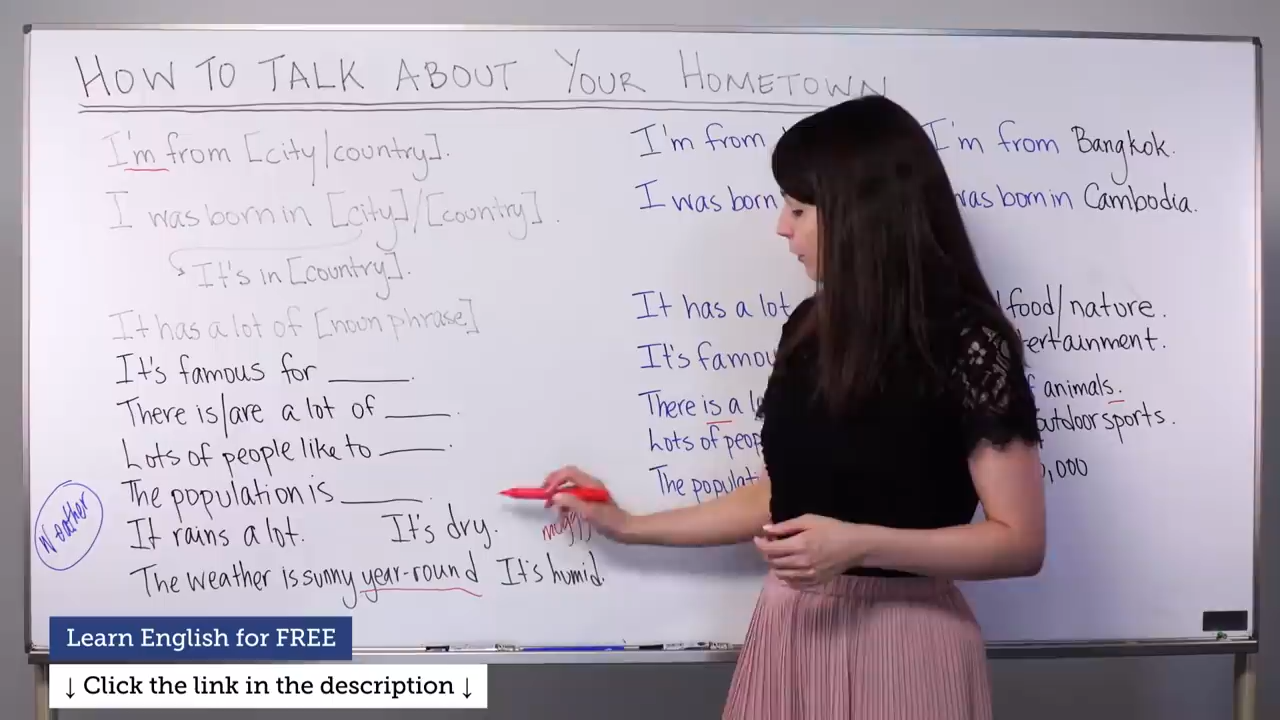 HOW TO TALK ABOUT YOUR HOMETOWN
I'm from [city/country].
I was born in [city]/[country].
It's in [country].
It has a lot of [noun phrase]
It's famous for ______.
There is/are a lot of ______.
Lots of people like to ______.
The population is ______.
Weather
It rains a lot. It's dry.
The weather is sunny year-round It's humid.
I'm from
I was born
It has a lot
It's
There is a
Lots of
The
I'm from Bangkok.
was born in Cambodia.
food/nature.
animals.
outdoor sports.
Learn English for FREE
↓ Click the link in the description ↓